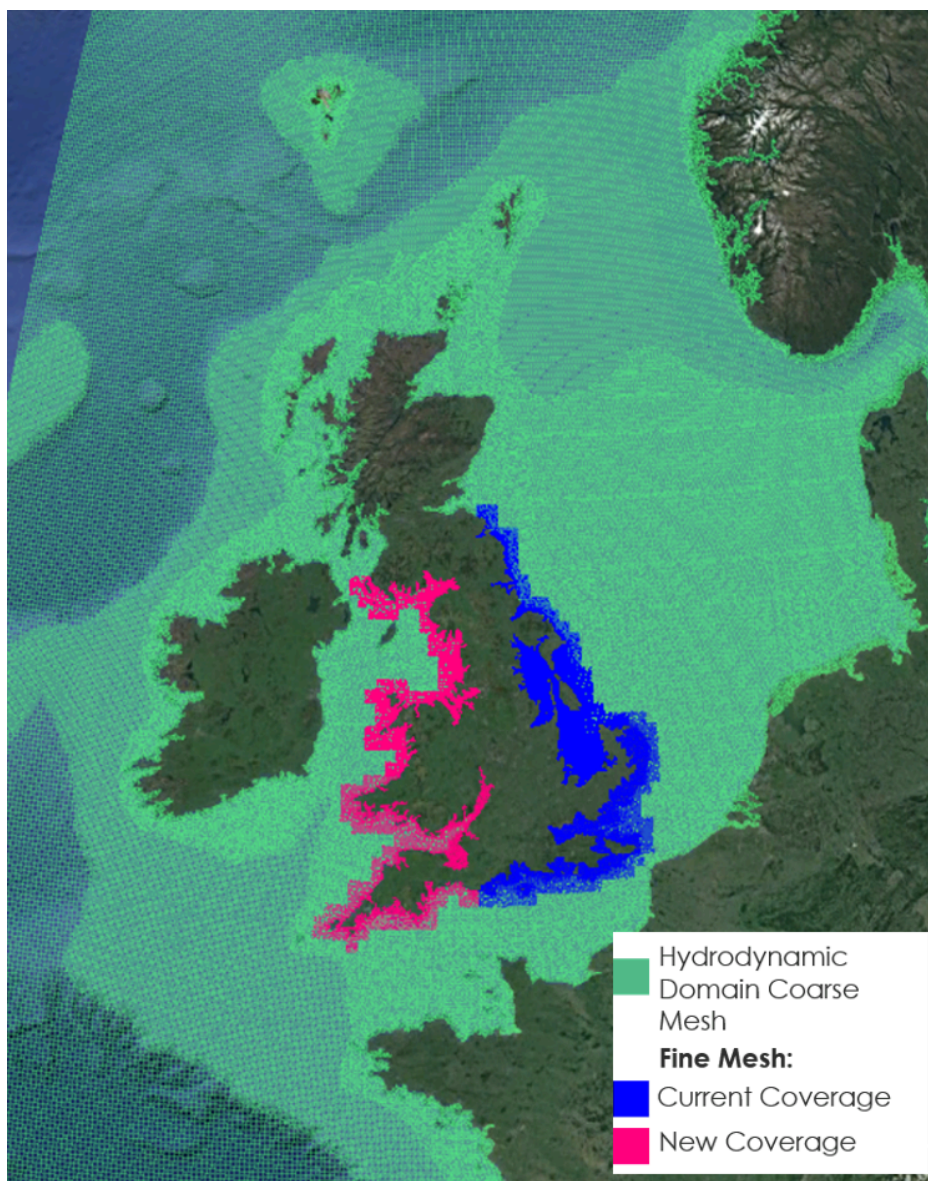 Hydrodynamic
Domain Coarse
Mesh
Fine Mesh:
Current Coverage
New Coverage